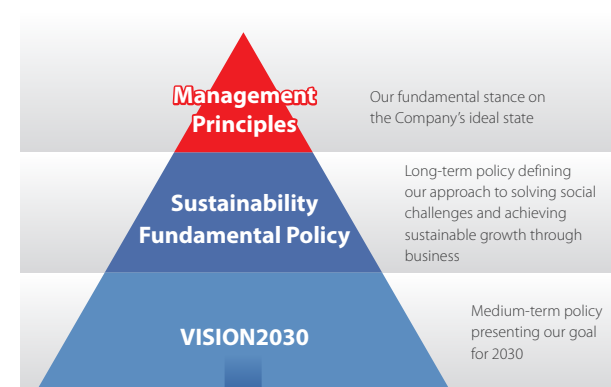 Management
Principles
Our fundamental stance on
the Company's ideal state
Sustainability
Fundamental Policy
Long-term policy defining
our approach to solving social
challenges and achieving
sustainable growth through
business
VISION2030
Medium-term policy
presenting our goal
for 2030